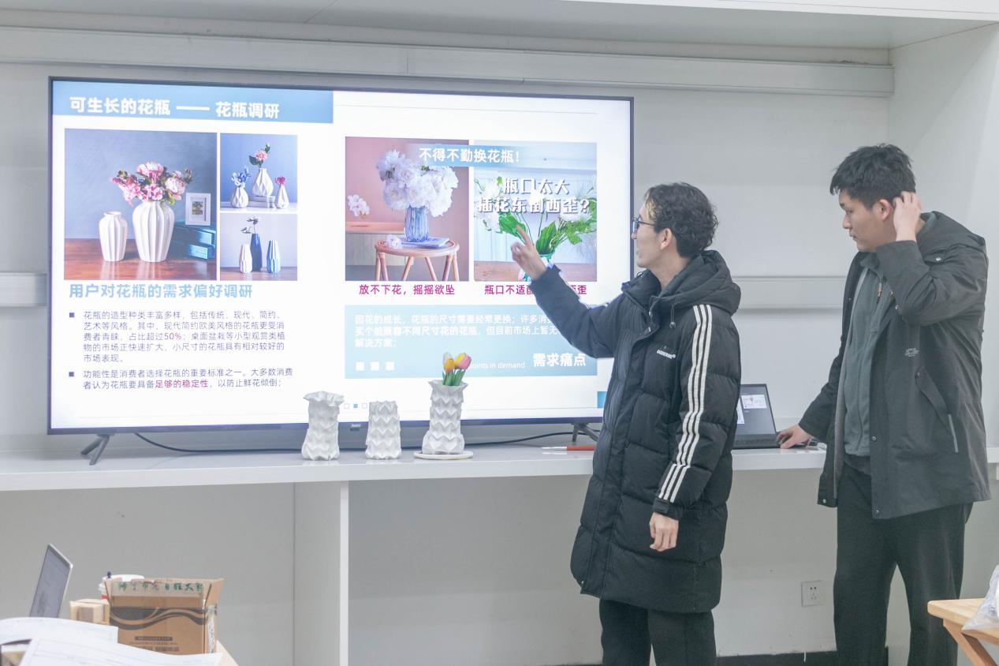 可生长的花瓶 —— 花瓶调研
用户对花瓶的需求偏好调研
花瓶的造型种类丰富多样，包括传统、现代、简约、
艺术等风格。其中，现代简约欧美风格的花瓶更受消
费者青睐，占比超过50%；桌面盆栽等小型观赏类植
物的市场正快速扩大，小尺寸的花瓶具有相对较好的
市场表现。
功能性是消费者选择花瓶的重要标准之一。大多数消费
者认为花瓶要具备足够的稳定性，以防止鲜花倾倒；
不得不勤换花瓶！
瓶口太大
插花东倒西歪？
放不下花，摇摇欲坠
瓶口不适
歪
因花的成长，花瓶的尺寸需要经常更换；许多消
买个能兼容不同尺寸花的花瓶，但目前市场上暂无
解决方案；
points in demand
需求痛点